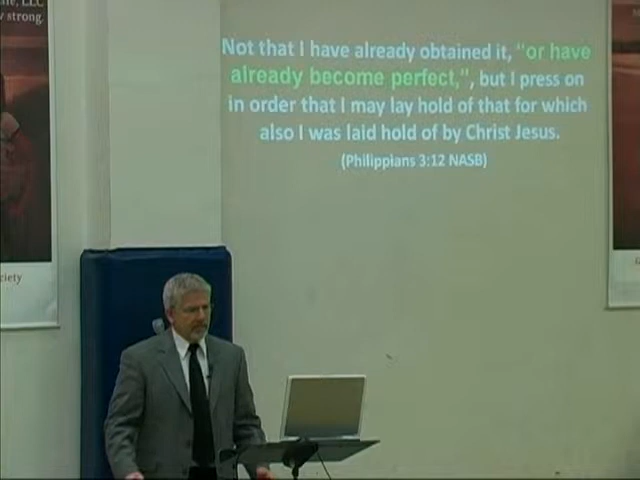 LLC
strong.
Not that I have already obtained it, “or have
already become perfect,”, but I press on
in order that I may lay hold of that for which
also I was laid hold of by Christ Jesus.
(Philippians 3:12 NASB)